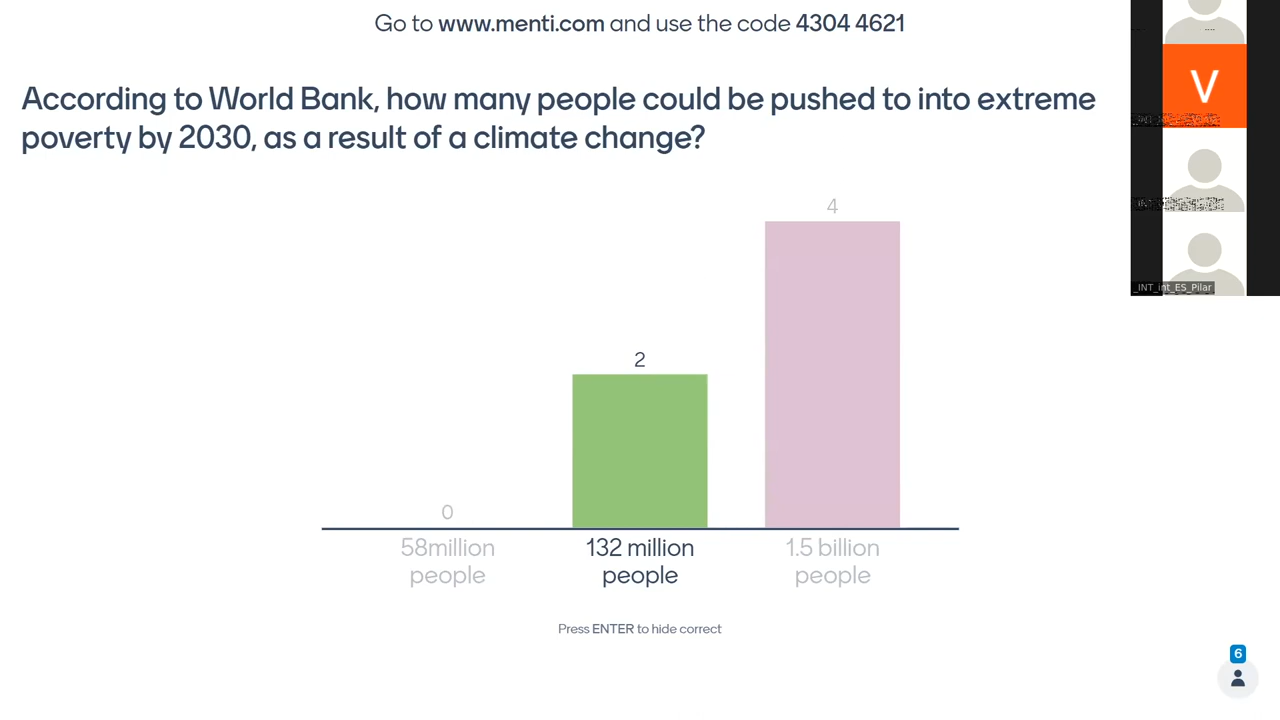 Go to www.menti.com and use the code 4304 4621
According to World Bank, how many people could be pushed to into extreme
poverty by 2030, as a result of a climate change?
0
2
4
58million
people
132 million
people
1.5 billion
people
Press ENTER to hide correct
6
V
_INT_int_ES_Pilar